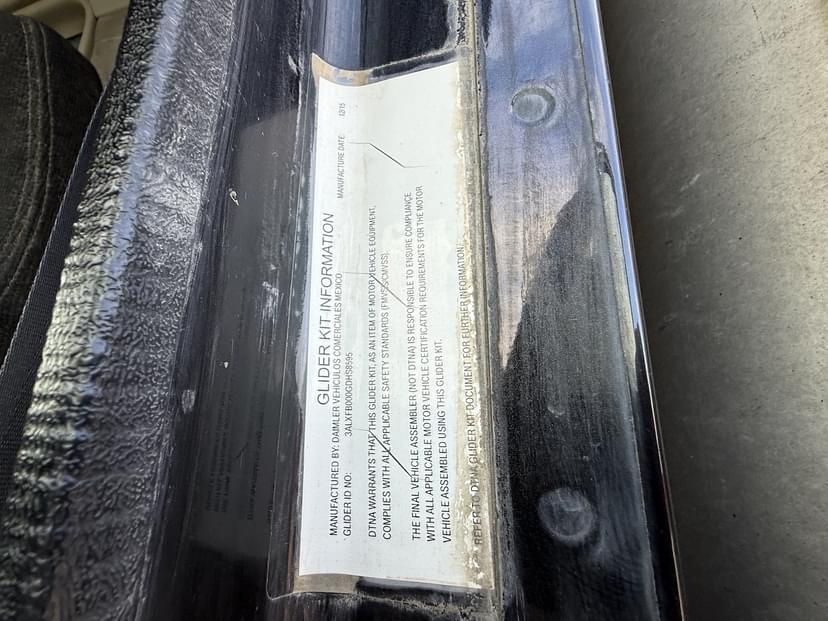 GLIDER KIT INFORMATION
MANUFACTURED BY: DAIMLER VEHICULOS COMERCIALES MEXICO MANUFACTURE DATE: 12/15
GLIDER ID NO: 3ALXFB000GDHS8595
DTNA WARRANTS THAT THIS GLIDER KIT, AS AN ITEM OF MOTOR VEHICLE EQUIPMENT,
COMPLIES WITH ALL APPLICABLE SAFETY STANDARDS (FMVSS/CMVSS).
THE FINAL VEHICLE ASSEMBLER (NOT DTNA) IS RESPONSIBLE TO ENSURE COMPLIANCE
WITH ALL APPLICABLE MOTOR VEHICLE CERTIFICATION REQUIREMENTS FOR THE MOTOR
VEHICLE ASSEMBLED USING THIS GLIDER KIT.
REFER TO DTNA GLIDER KIT DOCUMENT FOR FURTHER INFORMATION.